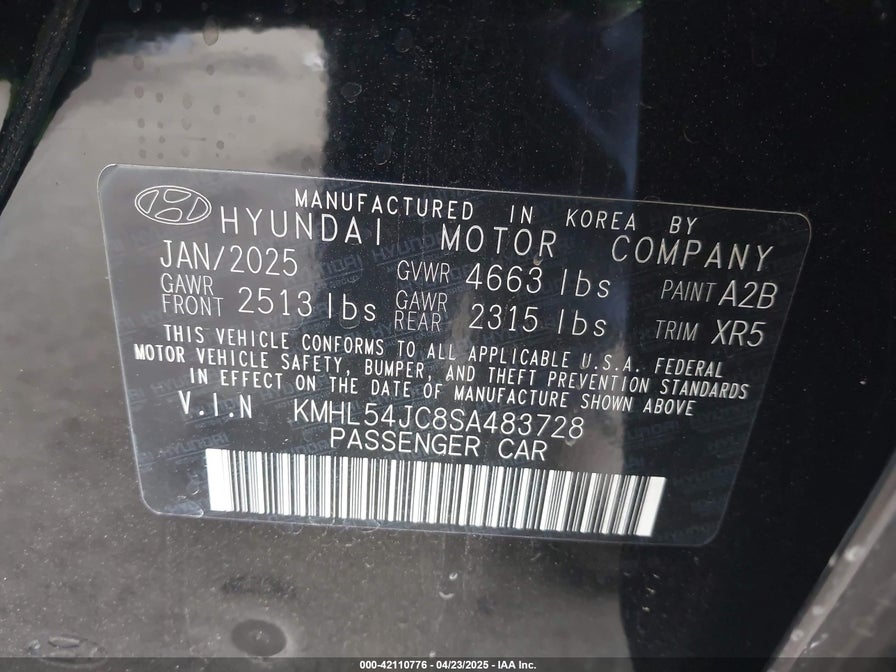 MANUFACTURED IN KOREA BY
HYUNDAI MOTOR COMPANY
JAN/2025 GVWR 4663 lbs PAINT A2B
GAWR FRONT 2513 lbs GAWR REAR 2315 lbs TRIM XR5
THIS VEHICLE CONFORMS TO ALL APPLICABLE U.S.A. FEDERAL
MOTOR VEHICLE SAFETY, BUMPER, AND THEFT PREVENTION STANDARDS
IN EFFECT ON THE DATE OF MANUFACTURE SHOWN ABOVE
V.I.N KMHL54JC8SA483728
PASSENGER CAR
000-42110776 - 04/23/2025 - IAA Inc.